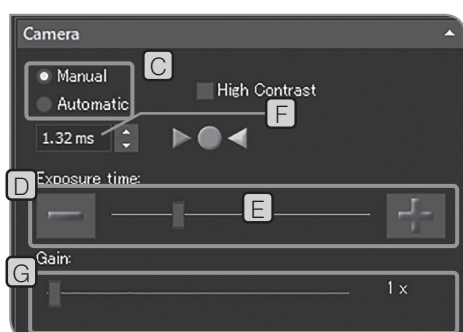 Camera
Manual
C
Automatic
High Contrast
F
1.32 ms
D
Exposure time:
E
G
Gain:
1 x